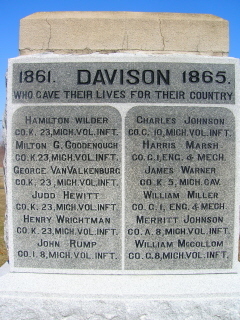 1861. DAVISON 1865.
WHO GAVE THEIR LIVES FOR THEIR COUNTRY
HAMILTON WILDER
CO. K. 23, MICH. VOL. INFT.
MILTON G. GOODENOUGH
CO. K. 23, MICH. VOL. INFT.
GEORGE VANVALKENBURG
CO. K. 23, MICH. VOL. INFT.
JUDD HEWITT
CO. K. 23, MICH. VOL. INFT.
HENRY WRICHTMAN
CO. K. 23, MICH. VOL. INFT.
JOHN RUMP
CO. I. 8, MICH. VOL. INFT.
CHARLES JOHNSON
CO. C, 10, MICH. VOL. INFT.
HARRIS MARSH
CO. C. 1, ENG. & MECH.
JAMES WARNER
CO. K. 5, MICH. CAV.
WILLIAM MILLER
CO. C. 1, ENG. & MECH.
MERRITT JOHNSON
CO. A. 8, MICH. VOL. INFT.
WILLIAM MCCOLLOM
CO. G. 8, MICH. VOL. INFT.